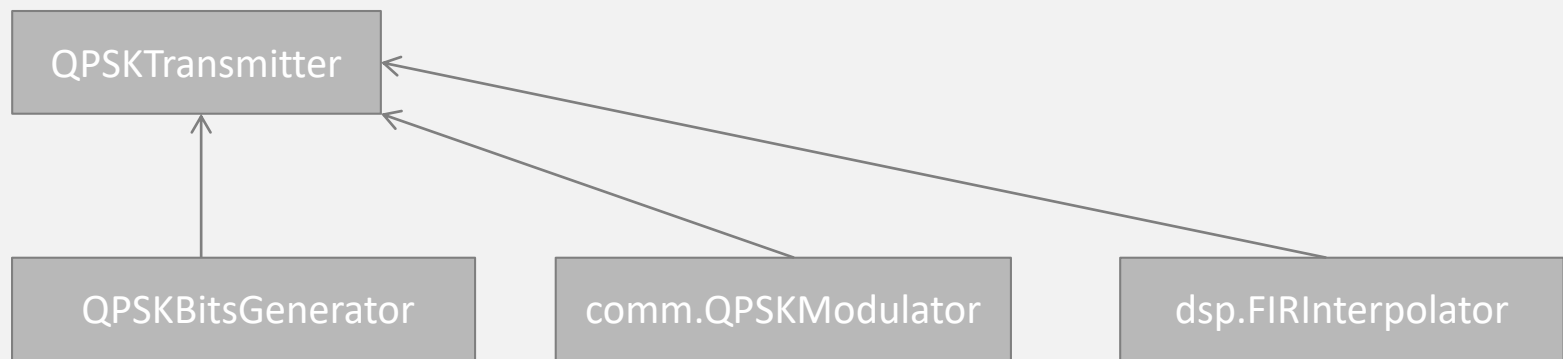 QPSKTransmitter
QPSKBitsGenerator
comm.QPSKModulator
dsp.FIRInterpolator